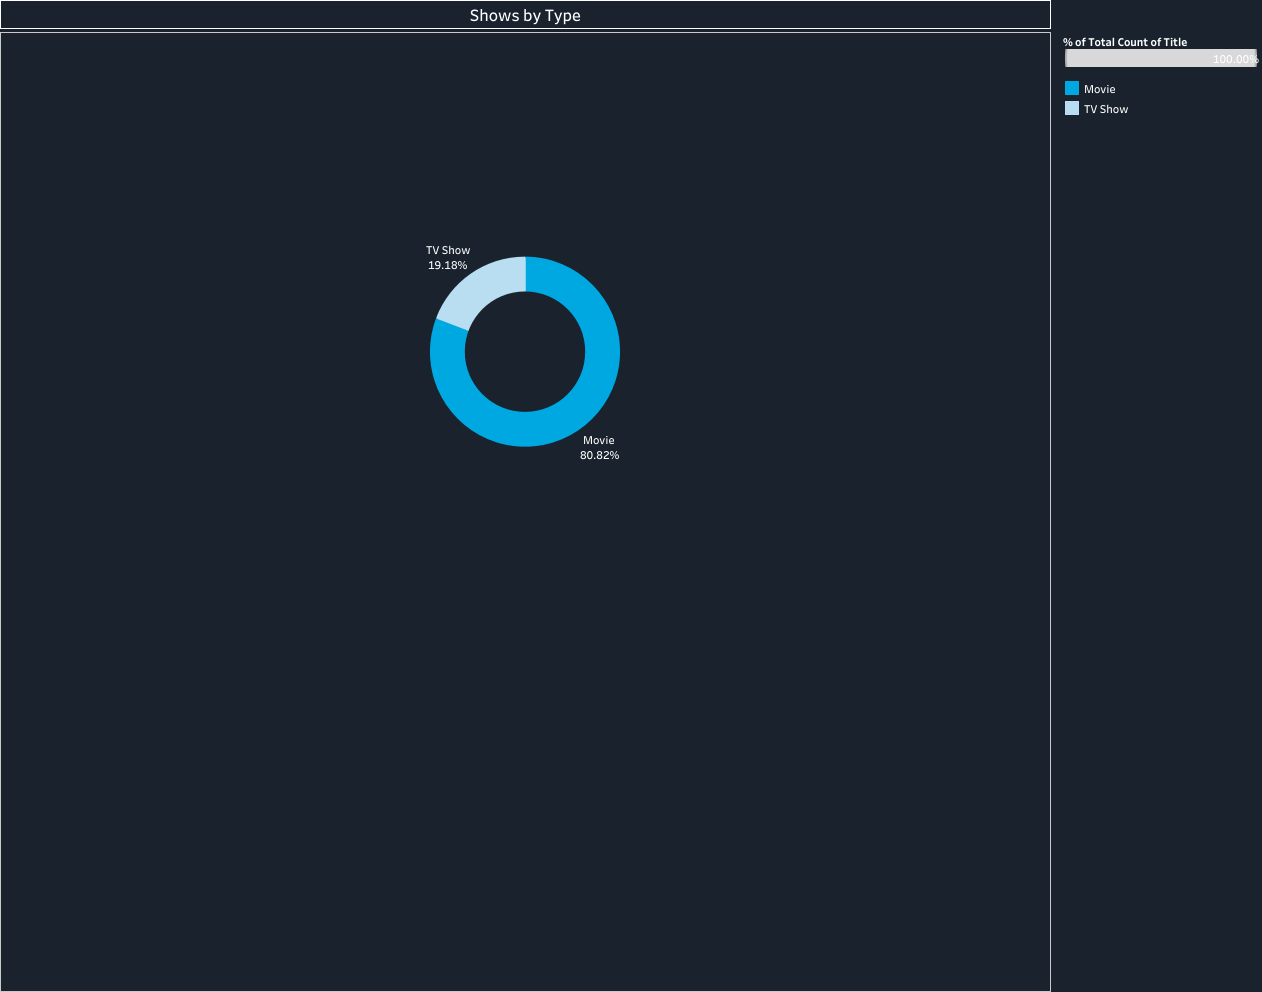 Shows by Type
% of Total Count of Title
100.00%
Movie
TV Show
TV Show
19.18%
Movie
80.82%